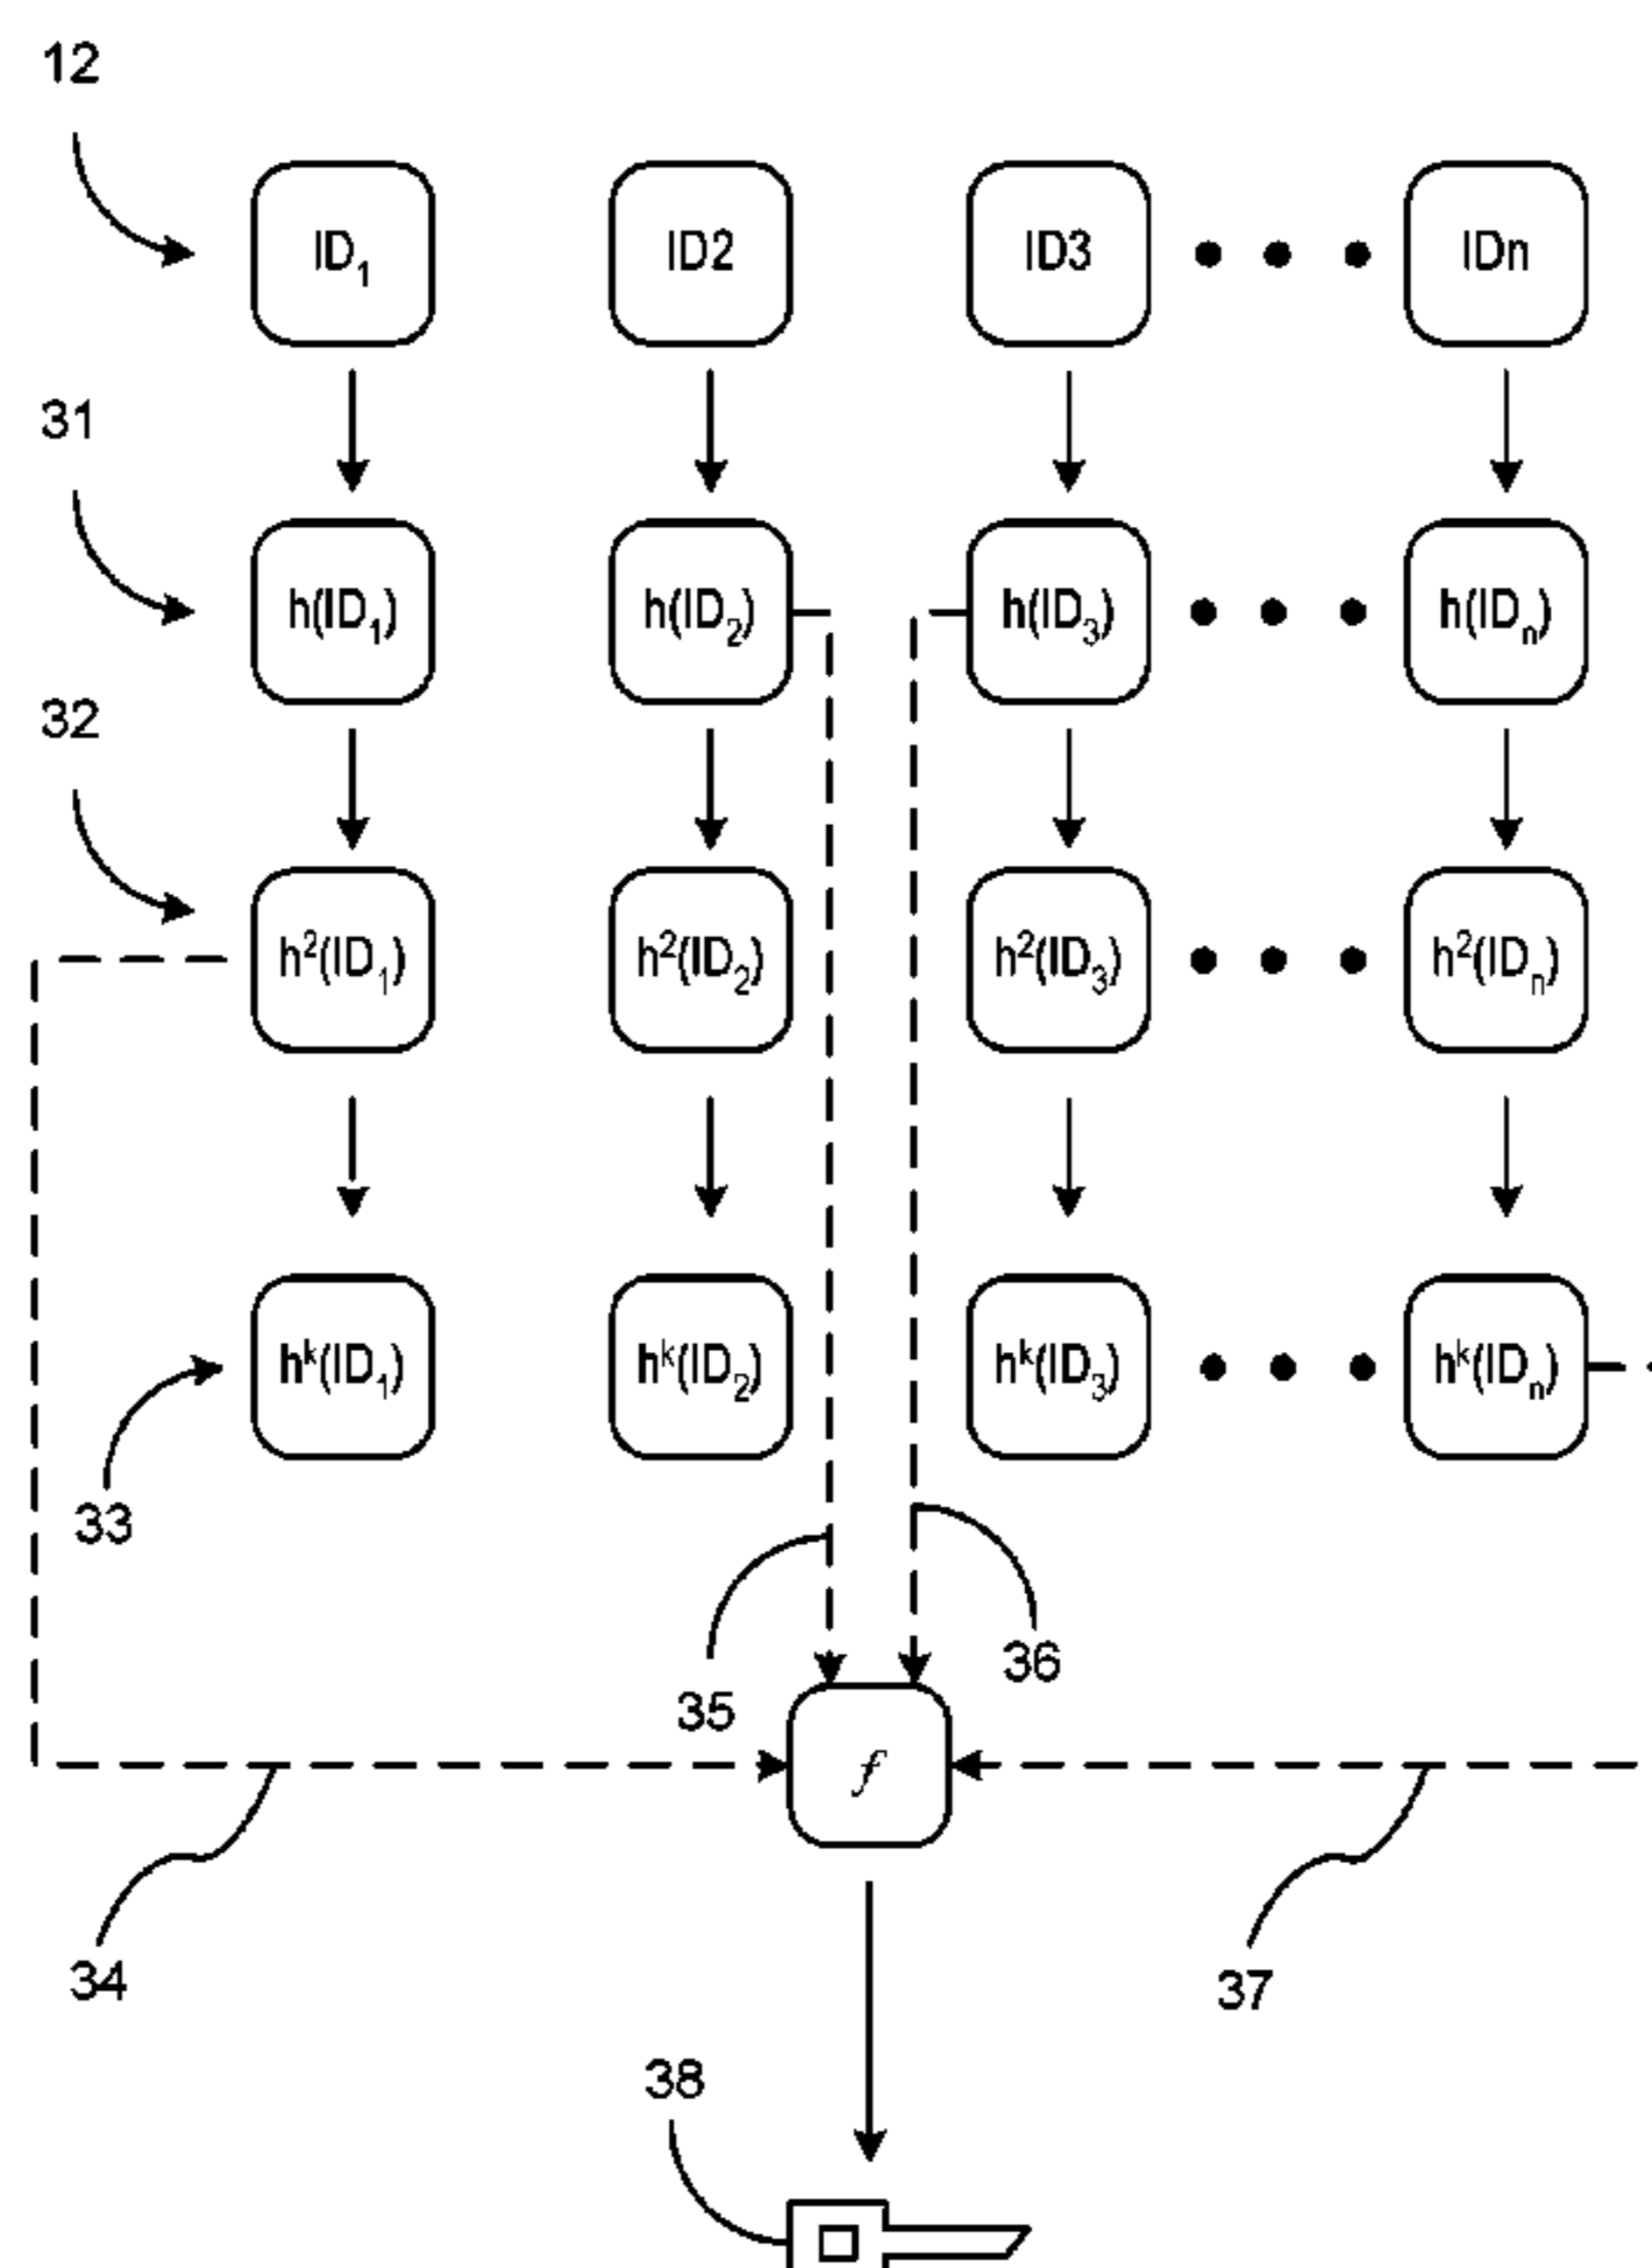 12
ID₁ ID2 ID3 • • • IDn
31
h(ID₁) h(ID₂) h(ID₃) • • • h(IDₙ)
32
h²(ID₁) h²(ID₂) h²(ID₃) • • • h²(IDₙ)
hᵏ(ID₁) hᵏ(ID₂) hᵏ(ID₃) • • • hᵏ(IDₙ)
33
36
35
f
34
37
38